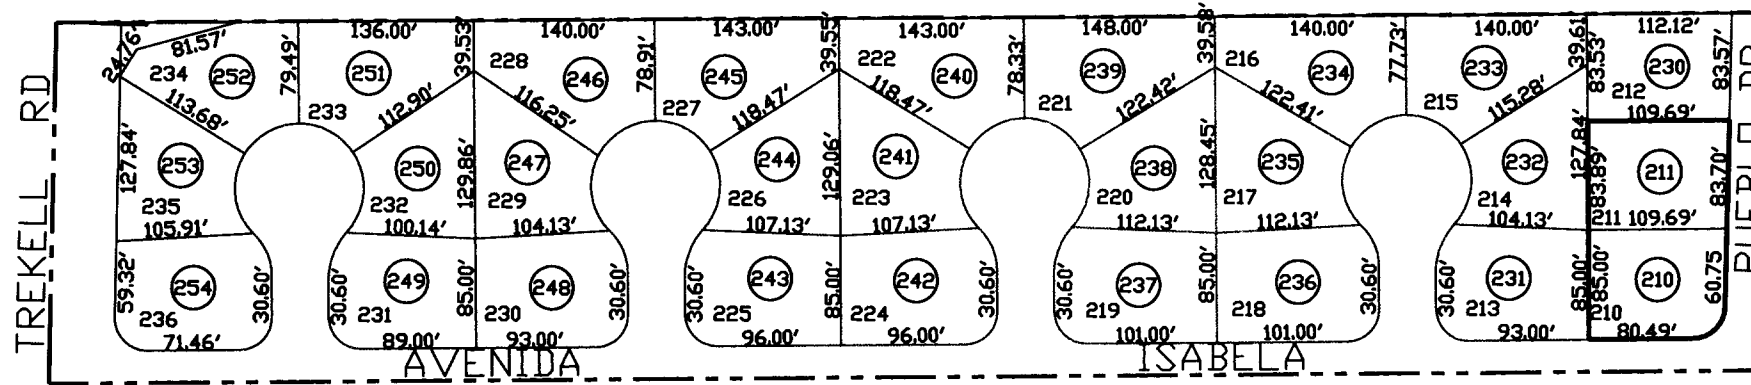 136.00' 140.00' 143.00' 143.00' 148.00' 140.00' 140.00' 112.12'
24.76' 81.57' 79.49' 39.53' 78.91' 39.55' 78.33' 39.58' 77.73' 39.61' 83.53' 83.57'
234 252 251 228 246 245 222 240 239 216 234 233 212 230
113.68' 233 112.90' 116.25' 227 118.47' 118.47' 221 122.42' 122.41' 215 115.28' 109.69'
TREKELL RD
127.84' 253 250 129.86' 247 244 129.06' 241 238 128.45' 235 232 127.84' 83.89' 211 83.70'
235 232 229 226 223 220 217 214 211
105.91' 100.14' 104.13' 107.13' 107.13' 112.13' 112.13' 104.13' 109.69'
59.32' 254 30.60' 30.60' 249 85.00' 248 30.60' 30.60' 243 85.00' 242 30.60' 30.60' 237 85.00' 236 30.60' 30.60' 231 85.00' 85.00' 210 60.75
236 231 230 225 224 219 218 213 210
71.46' 89.00' 93.00' 96.00' 96.00' 101.00' 101.00' 93.00' 80.49'
AVENIDA ISABELA